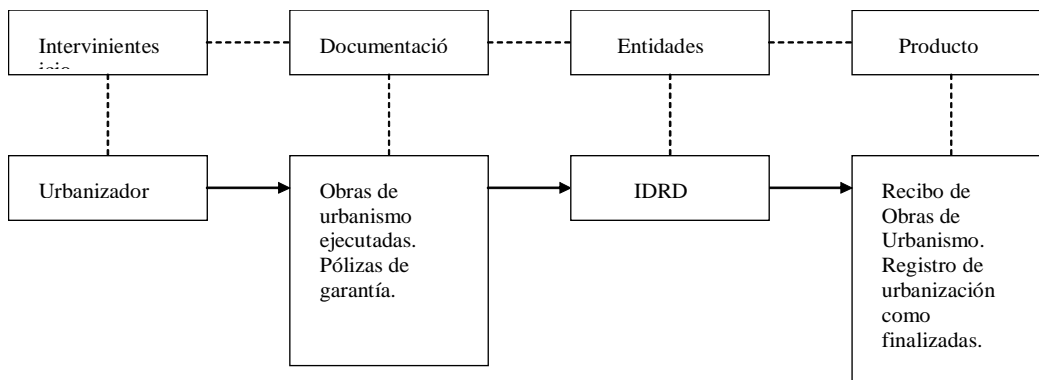 Intervinientes
Documentació
Entidades
Producto
Urbanizador
Obras de
urbanismo
ejecutadas.
Pólizas de
garantía.
IDRD
Recibo de
Obras de
Urbanismo.
Registro de
urbanización
como
finalizadas.